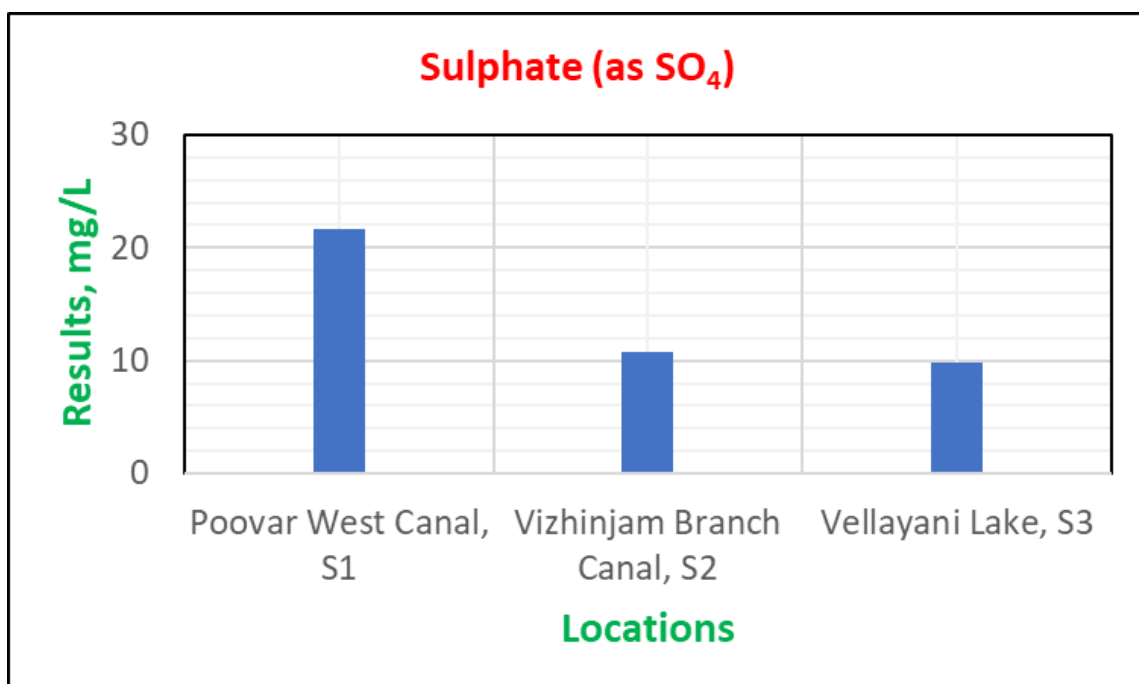 Sulphate (as SO₄)
30
20
10
0
Results, mg/L
Poovar West Canal,
S1
Vizhinjam Branch
Canal, S2
Vellayani Lake, S3
Locations